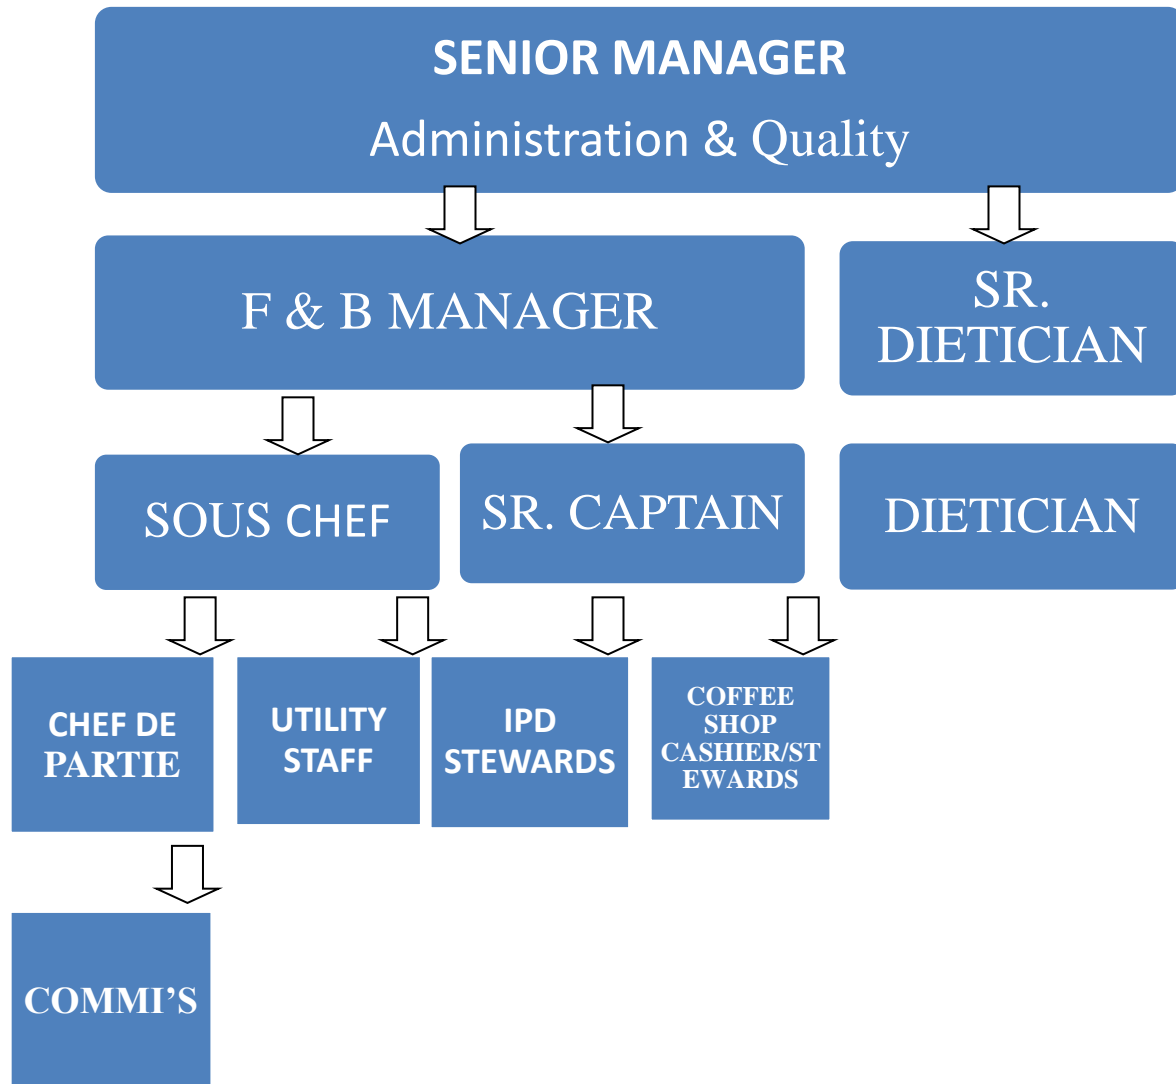 SENIOR MANAGER
Administration & Quality
F & B MANAGER
SR.
DIETICIAN
SOUS CHEF
SR. CAPTAIN
DIETICIAN
CHEF DE
PARTIE
UTILITY
STAFF
IPD
STEWARDS
COFFEE
SHOP
CASHIER/ST
EWARDS
COMMI’S